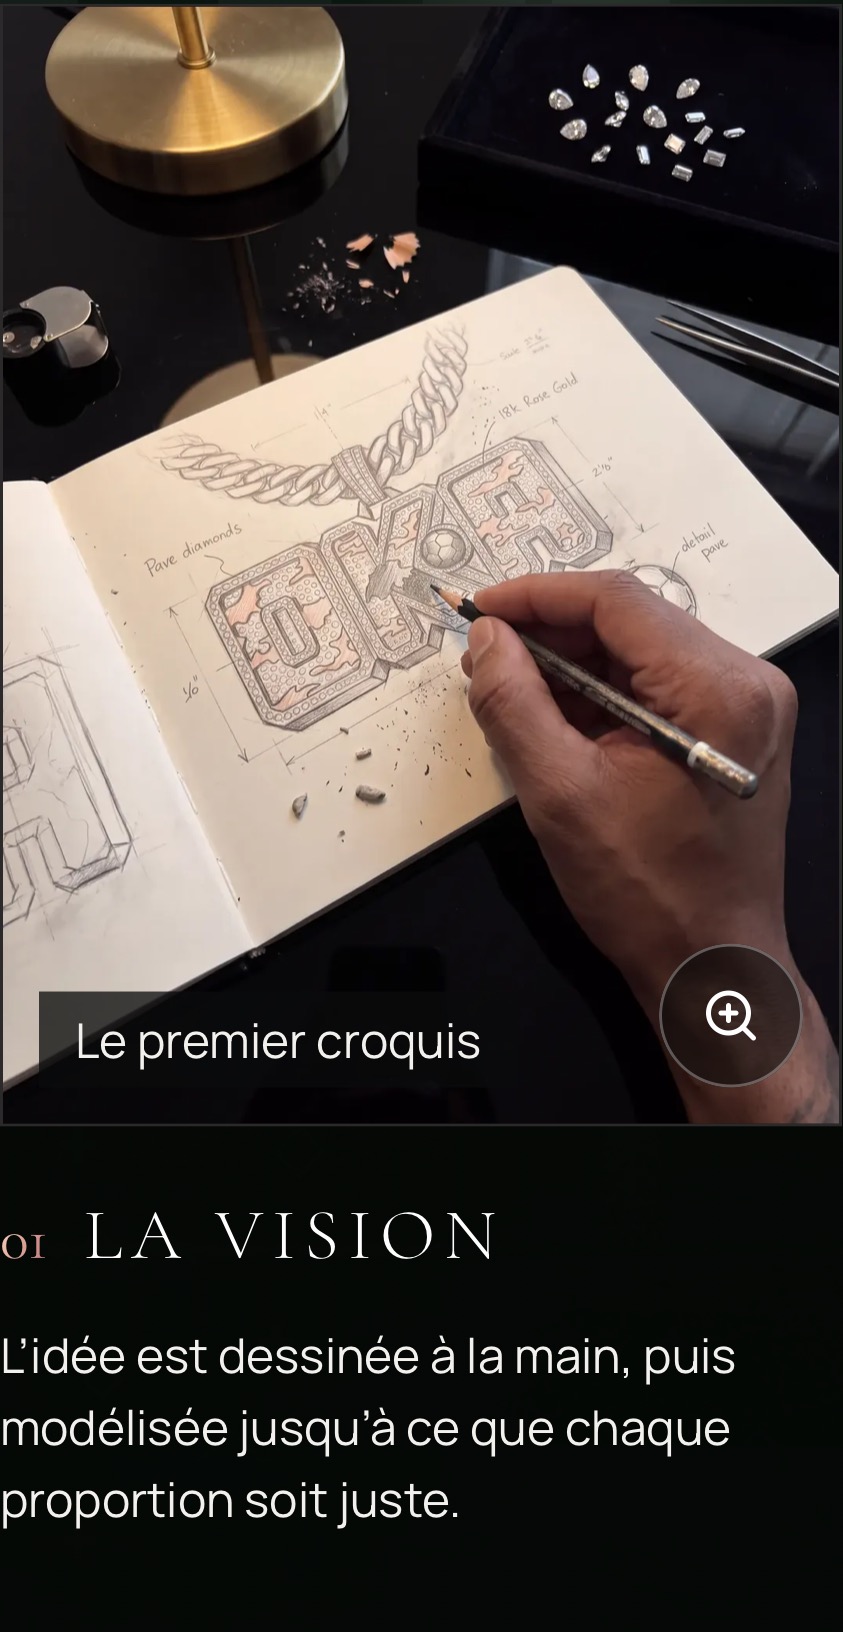 18k Rose Gold
Pave diamonds
detail
pave
OKA
Le premier croquis
01 LA VISION
L’idée est dessinée à la main, puis
modélisée jusqu’à ce que chaque
proportion soit juste.